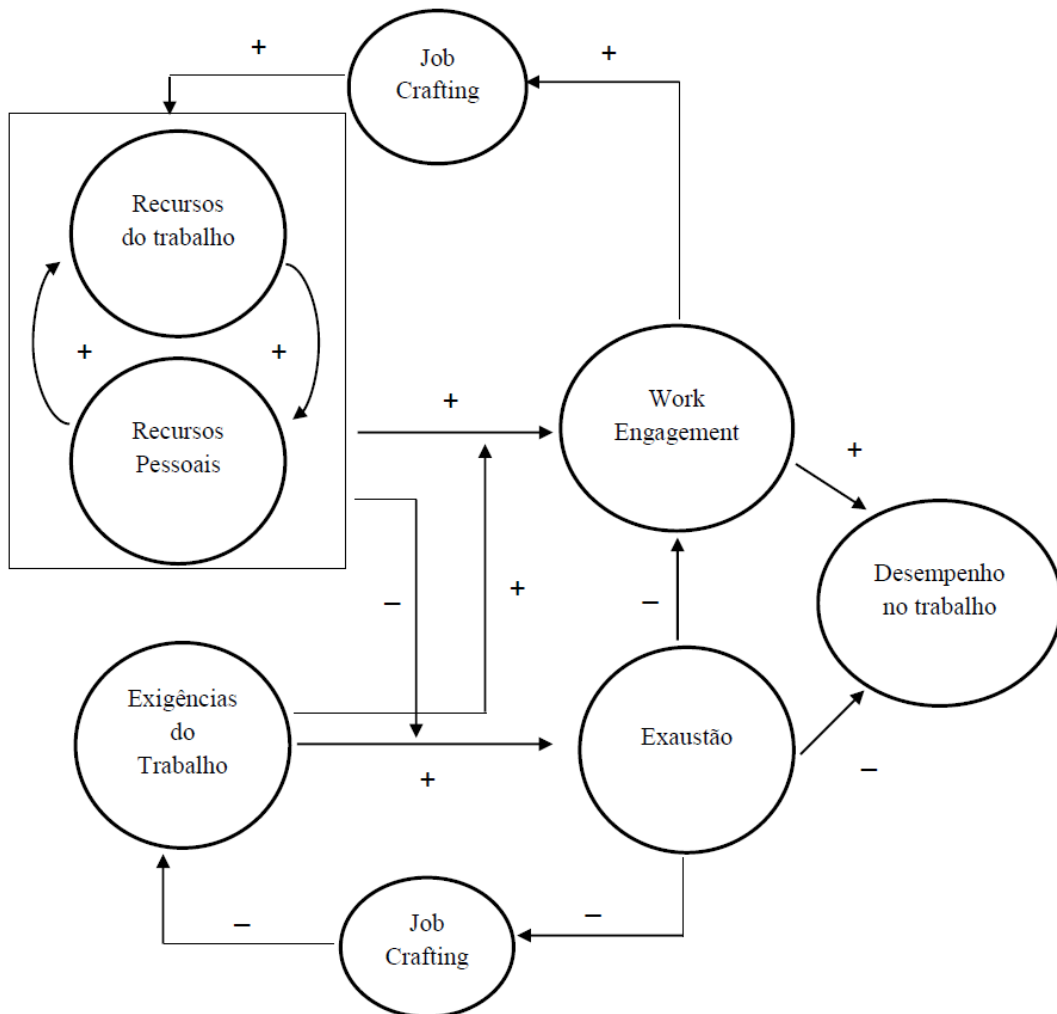 +
Job
Crafting
+
Recursos
do trabalho
+
+
Recursos
Pessoais
+
Work
Engagement
+
–
+
–
Desempenho
no trabalho
Exigências
do
Trabalho
+
Exaustão
–
–
Job
Crafting
–